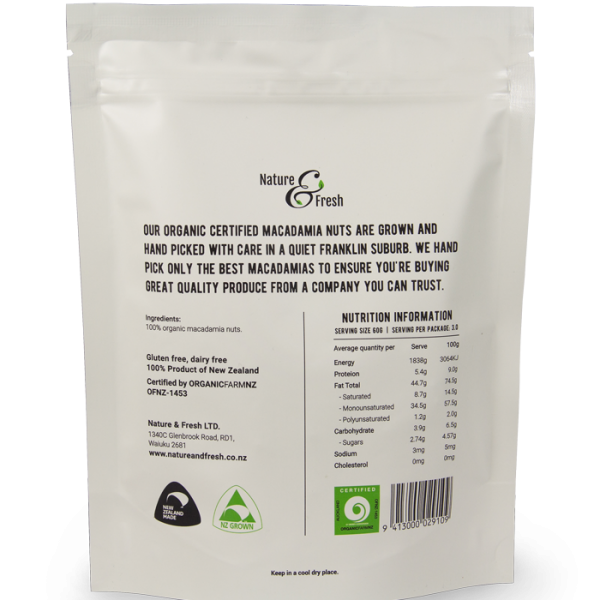 Nature & Fresh
OUR ORGANIC CERTIFIED MACADAMIA NUTS ARE GROWN AND
HAND PICKED WITH CARE IN A QUIET FRANKLIN SUBURB. WE HAND
PICK ONLY THE BEST MACADAMIAS TO ENSURE YOU'RE BUYING
GREAT QUALITY PRODUCE FROM A COMPANY YOU CAN TRUST.
Ingredients:
100% organic macadamia nuts.
Gluten free, dairy free
100% Product of New Zealand
Certified by ORGANICFARMNZ
OFNZ-1453
Nature & Fresh LTD.
1340C Glenbrook Road, RD1,
Waiuku 2681
www.natureandfresh.co.nz
NEW
ZEALAND
MADE
NZ GROWN
NUTRITION INFORMATION
SERVING SIZE 60G | SERVING PER PACKAGE: 3.0
Average quantity per Serve 100g
Energy 1838g 3064KJ
Proteion 5.4g 9.0g
Fat Total 44.7g 74.5g
- Saturated 8.7g 14.5g
- Monounsaturated 34.5g 57.5g
- Polyunsaturated 1.2g 2.0g
Carbohydrate 3.9g 6.5g
- Sugars 2.74g 4.57g
Sodium 3mg 5mg
Cholesterol 0mg 0mg
CERTIFIED
ORGANICFARMNZ
9 413000 029109
Keep in a cool dry place.